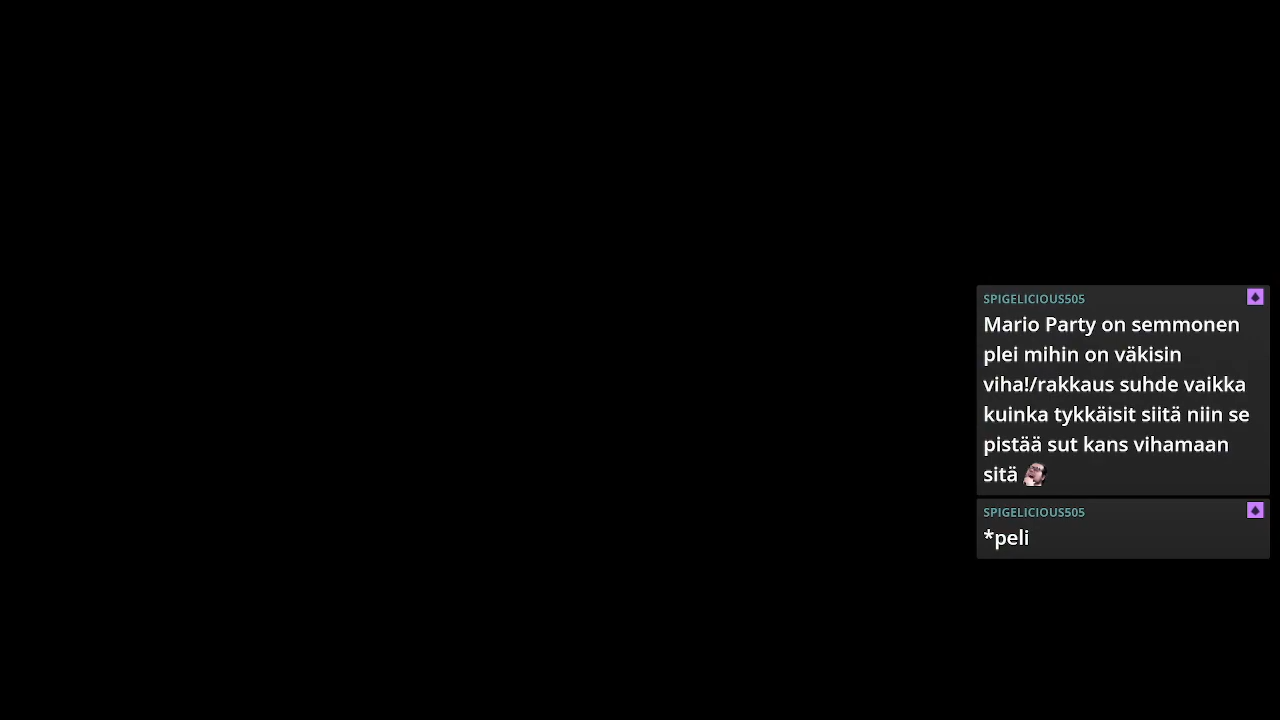 SPIGELICIOUS505
Mario Party on semmonen
plei mihin on väkisin
viha!/rakkaus suhde vaikka
kuinka tykkäisit siitä niin se
pistää sut kans vihamaan
sitä
SPIGELICIOUS505
*peli